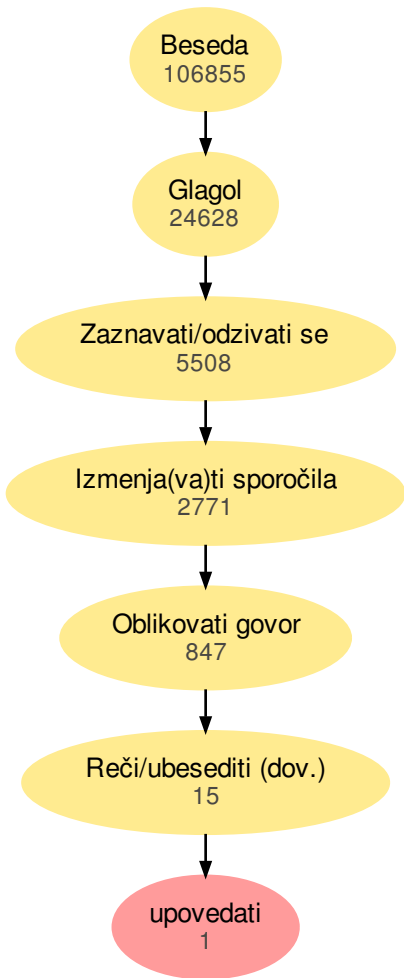 Beseda
106855
Glagol
24628
Zaznavati/odzivati se
5508
Izmenja(va)ti sporočila
2771
Oblikovati govor
847
Reči/ubesediti (dov.)
15
upovedati
1